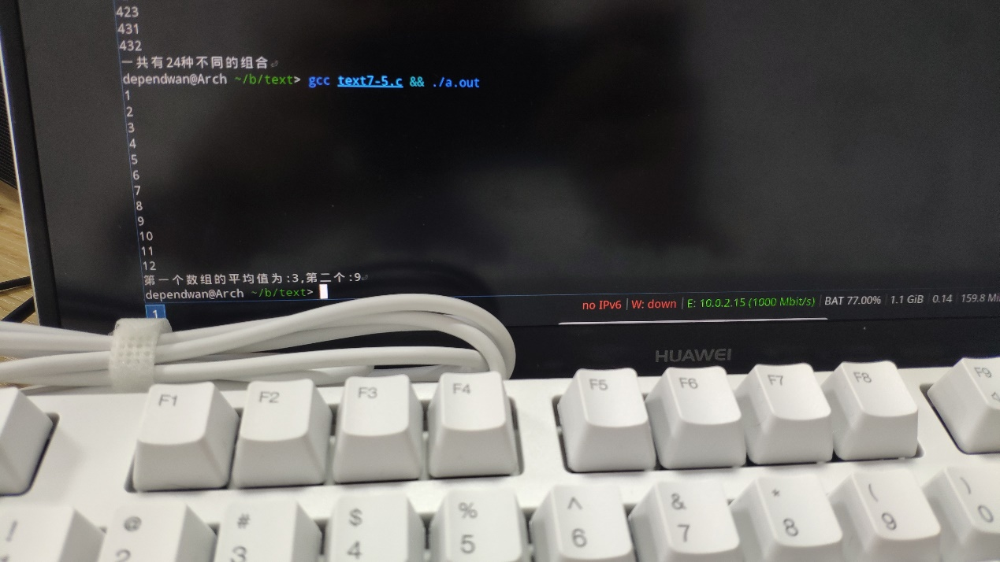 423
431
432
一共有24种不同的组合⏎
dependwan@Arch ~/b/text> gcc text7-5.c && ./a.out
1
2
3
4
5
6
7
8
9
10
11
12
第一个数组的平均值为:3,第二个:9⏎
dependwan@Arch ~/b/text>
1
no IPv6 | W: down | E: 10.0.2.15 (1000 Mbit/s) | BAT 77.00% | 1.1 GiB | 0.14 | 159.8 Mi
HUAWEI
F1 F2 F3 F4 F5 F6 F7 F8 F9
! @ # $ % ^ & * ( )
2 3 4 5 6 7 8 9 0